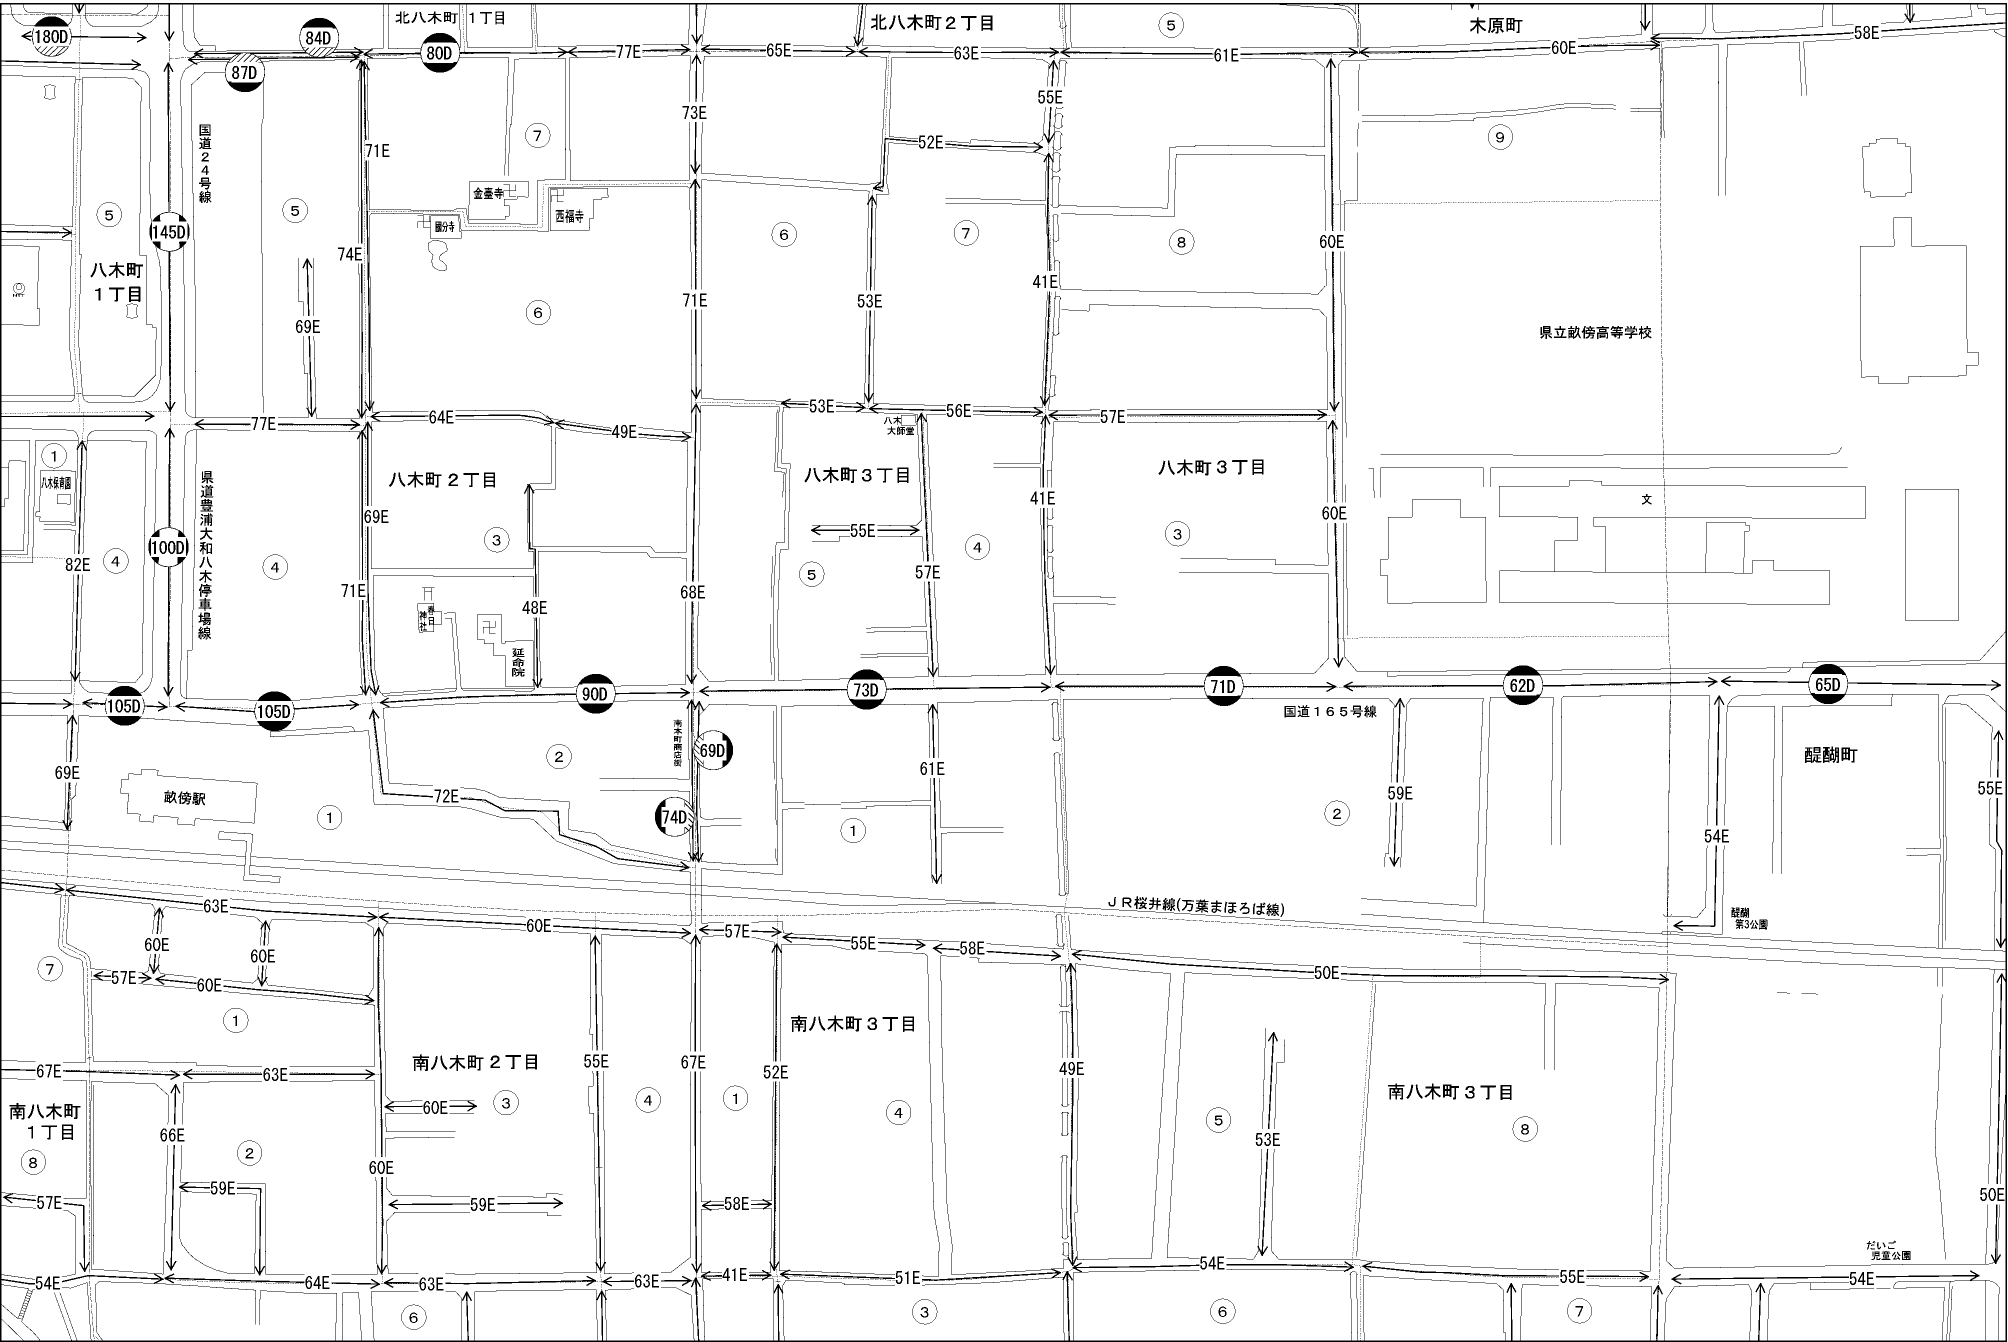 180D
84D
北八木町 1丁目
80D
77E
65E
北八木町２丁目
63E
5
61E
木原町
60E
58E
87D
国道２４号線
71E
7
73E
55E
52E
9
5
145D
5
74E
金臺寺
國分寺
西福寺
6
7
8
60E
八木町
１丁目
NTT
69E
6
71E
53E
41E
県立畝傍高等学校
77E
64E
49E
53E
56E
57E
八木
大師堂
1
八木保育園
県道豊浦大和八木停車場線
八木町２丁目
八木町３丁目
八木町３丁目
69E
41E
60E
文
100D
82E
4
4
3
55E
4
3
71E
春日
神社
延命院
48E
68E
5
57E
105D
105D
90D
73D
71D
62D
65D
国道１６５号線
69E
畝傍駅
1
72E
2
南本町商店街
69D
74D
61E
1
2
59E
醍醐町
54E
55E
醍醐
第3公園
ＪＲ桜井線(万葉まほろば線)
63E
60E
57E
55E
58E
50E
7
60E
60E
57E
60E
1
南八木町２丁目
南八木町３丁目
67E
63E
55E
67E
52E
49E
南八木町３丁目
南八木町
１丁目
8
66E
2
60E
3
4
1
4
5
53E
8
60E
57E
59E
59E
58E
50E
だいご
児童公園
54E
64E
63E
63E
41E
51E
54E
55E
54E
6
3
6
7